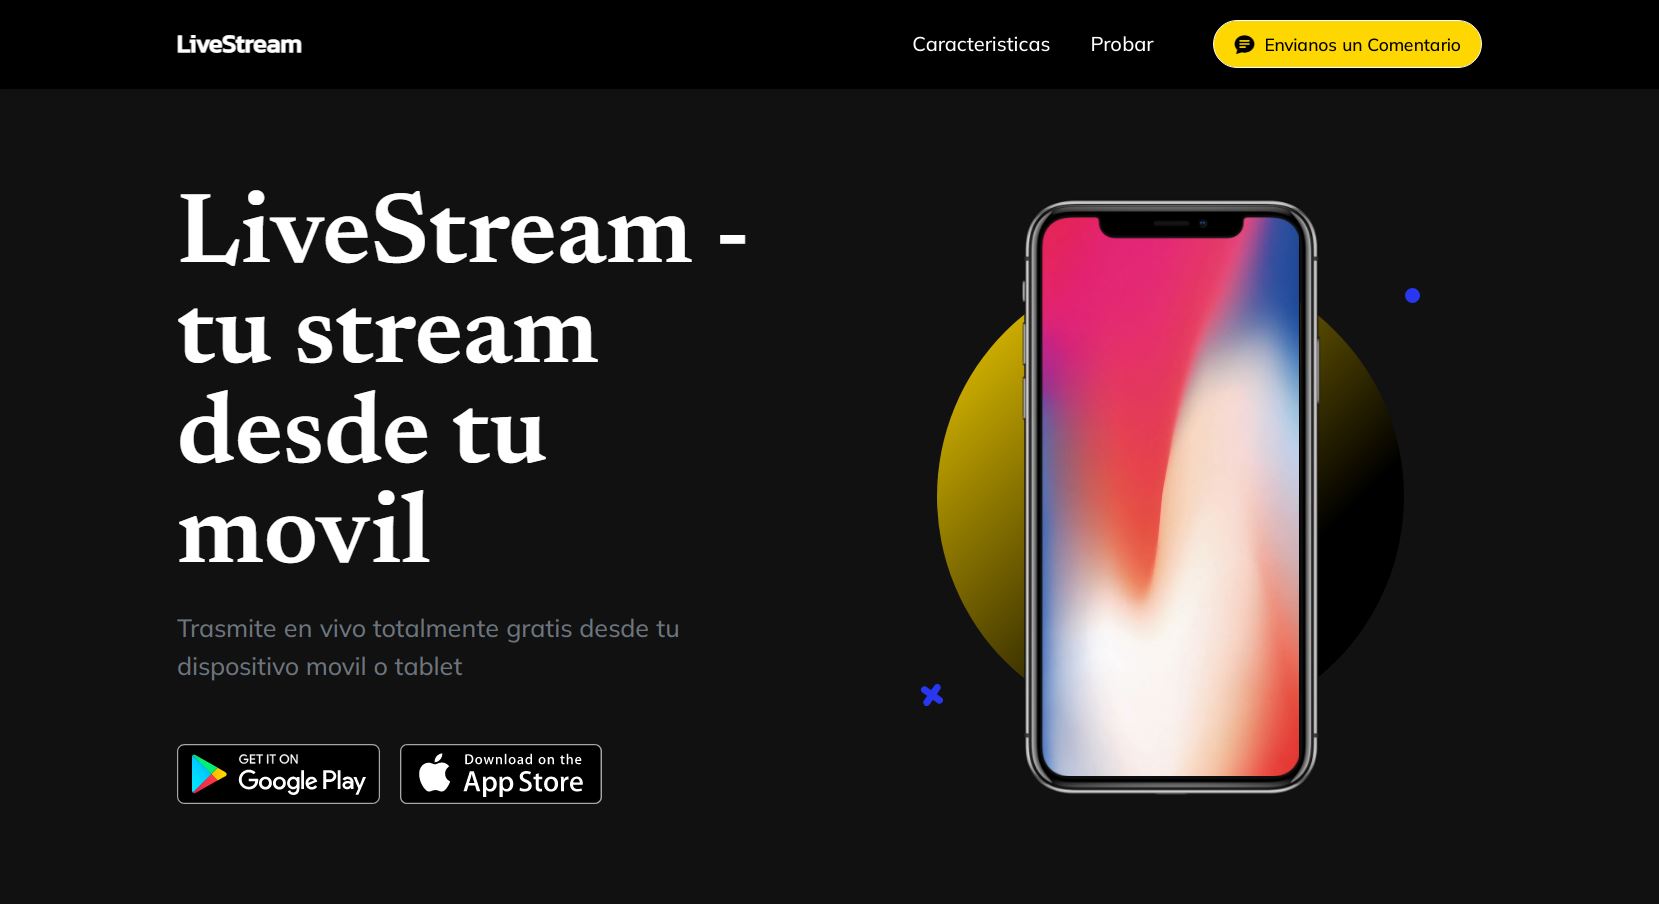 LiveStream
Caracteristicas
Probar
Envianos un Comentario
LiveStream -
tu stream
desde tu
movil
Trasmite en vivo totalmente gratis desde tu
dispositivo movil o tablet
GET IT ON
Google Play
Download on the
App Store